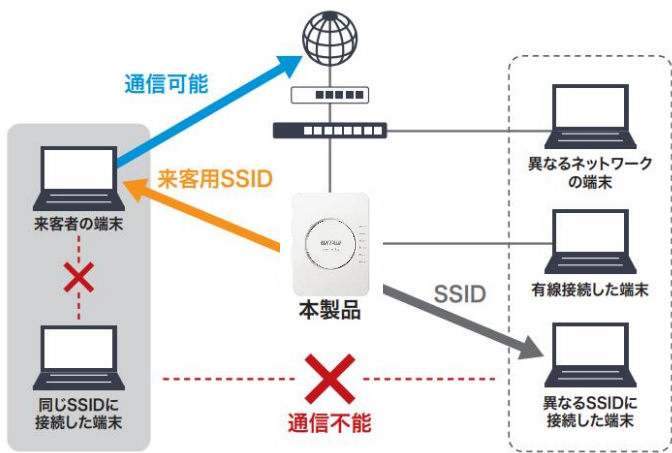 通信可能
来客用SSID
来客者の端末
同じSSIDに
接続した端末
BUFFALO
本製品
SSID
通信不能
異なるネットワーク
の端末
有線接続した端末
異なるSSIDに
接続した端末